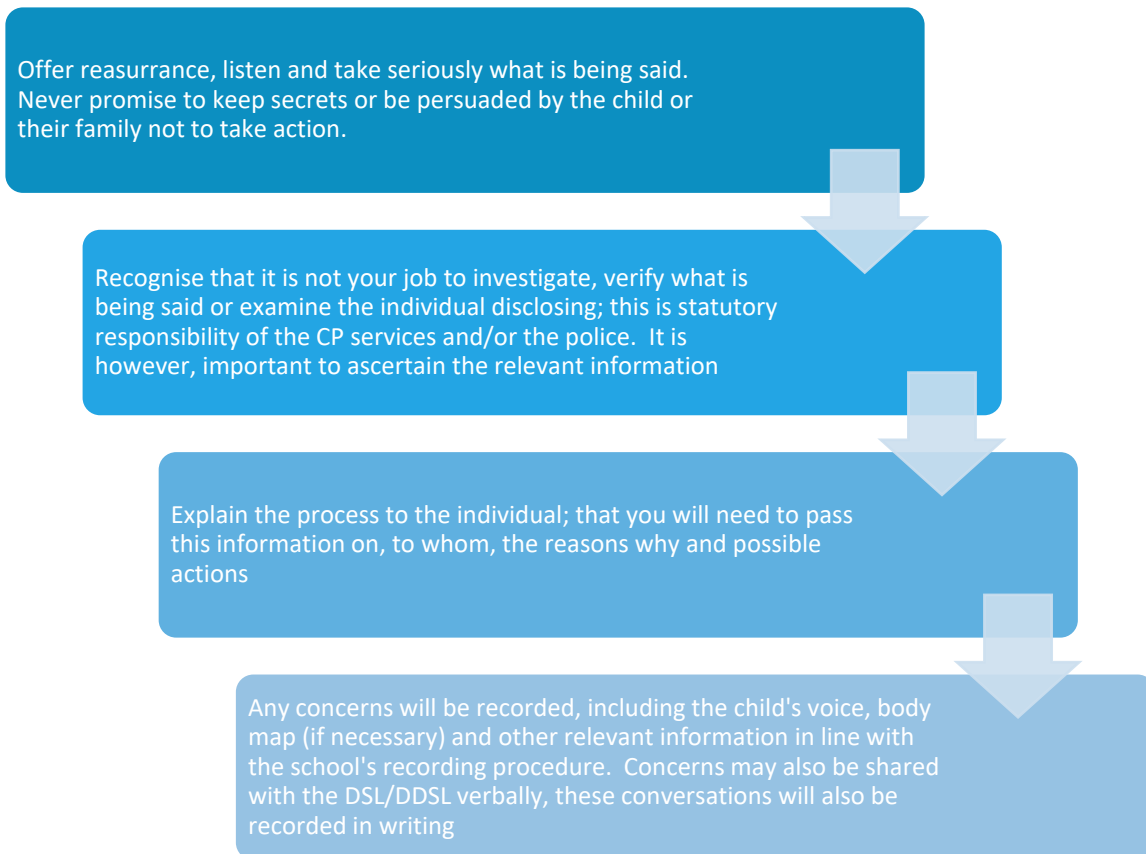 Offer reasurrance, listen and take seriously what is being said.
Never promise to keep secrets or be persuaded by the child or
their family not to take action.
Recognise that it is not your job to investigate, verify what is
being said or examine the individual disclosing; this is statutory
responsibility of the CP services and/or the police.  It is
however, important to ascertain the relevant information
Explain the process to the individual; that you will need to pass
this information on, to whom, the reasons why and possible
actions
Any concerns will be recorded, including the child's voice, body
map (if necessary) and other relevant information in line with
the school's recording procedure.  Concerns may also be shared
with the DSL/DDSL verbally, these conversations will also be
recorded in writing